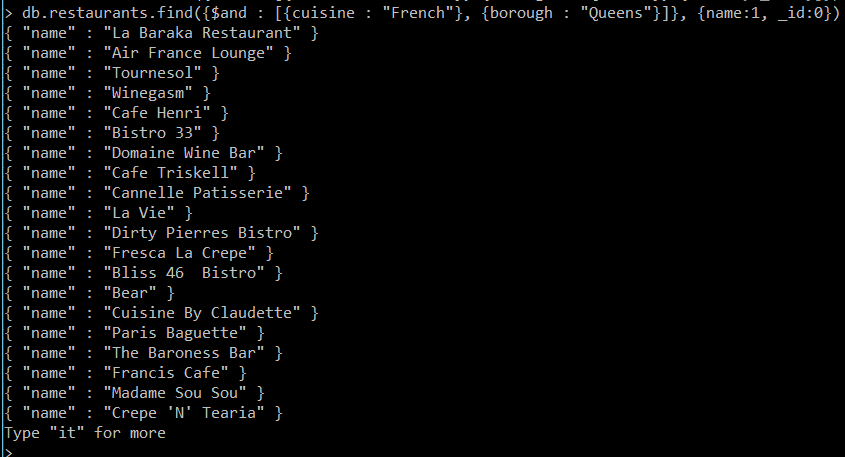 > db.restaurants.find({$and : [{cuisine : "French"}, {borough : "Queens"}]}, {name:1, _id:0})
{ "name" : "La Baraka Restaurant" }
{ "name" : "Air France Lounge" }
{ "name" : "Tournesol" }
{ "name" : "Winegasm" }
{ "name" : "Cafe Henri" }
{ "name" : "Bistro 33" }
{ "name" : "Domaine Wine Bar" }
{ "name" : "Cafe Triskell" }
{ "name" : "Cannelle Patisserie" }
{ "name" : "La Vie" }
{ "name" : "Dirty Pierres Bistro" }
{ "name" : "Fresca La Crepe" }
{ "name" : "Bliss 46  Bistro" }
{ "name" : "Bear" }
{ "name" : "Cuisine By Claudette" }
{ "name" : "Paris Baguette" }
{ "name" : "The Baroness Bar" }
{ "name" : "Francis Cafe" }
{ "name" : "Madame Sou Sou" }
{ "name" : "Crepe 'N' Tearia" }
Type "it" for more
>